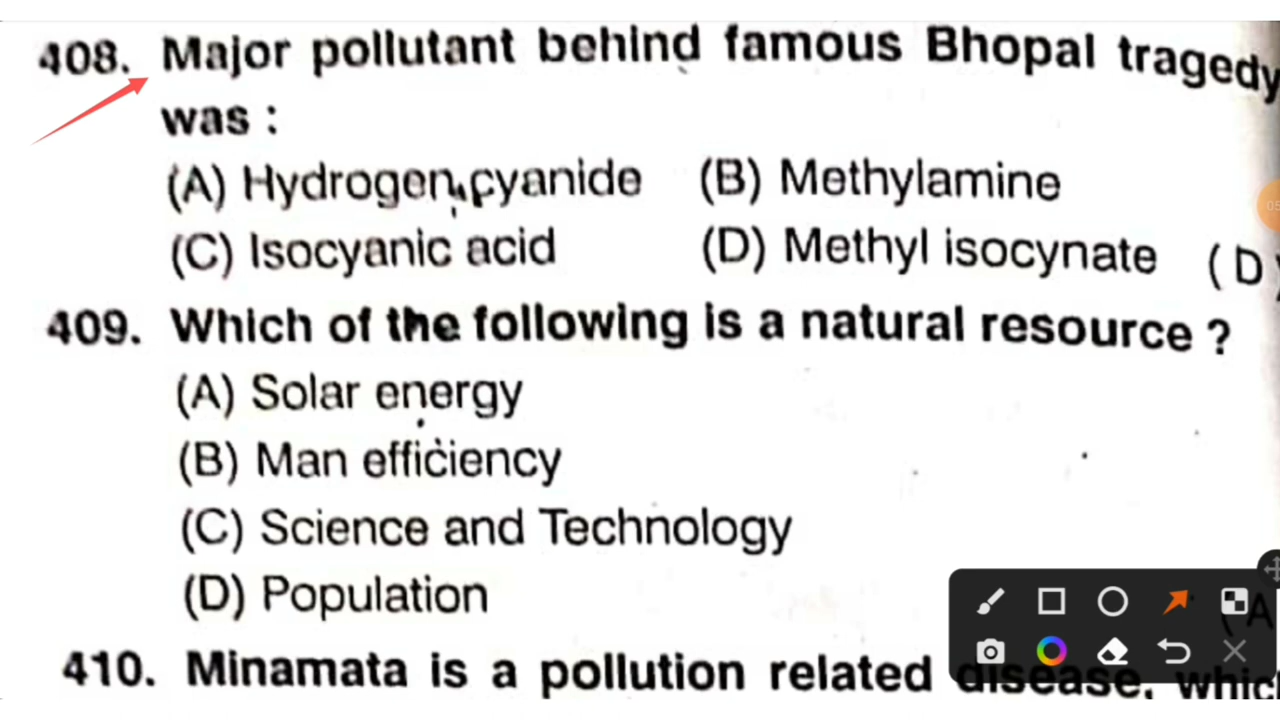 408. Major pollutant behind famous Bhopal tragedy
was :
(A) Hydrogen cyanide (B) Methylamine
(C) Isocyanic acid (D) Methyl isocynate (D)
409. Which of the following is a natural resource ?
(A) Solar energy
(B) Man efficiency
(C) Science and Technology
(D) Population
(A
410. Minamata is a pollution related disease, which